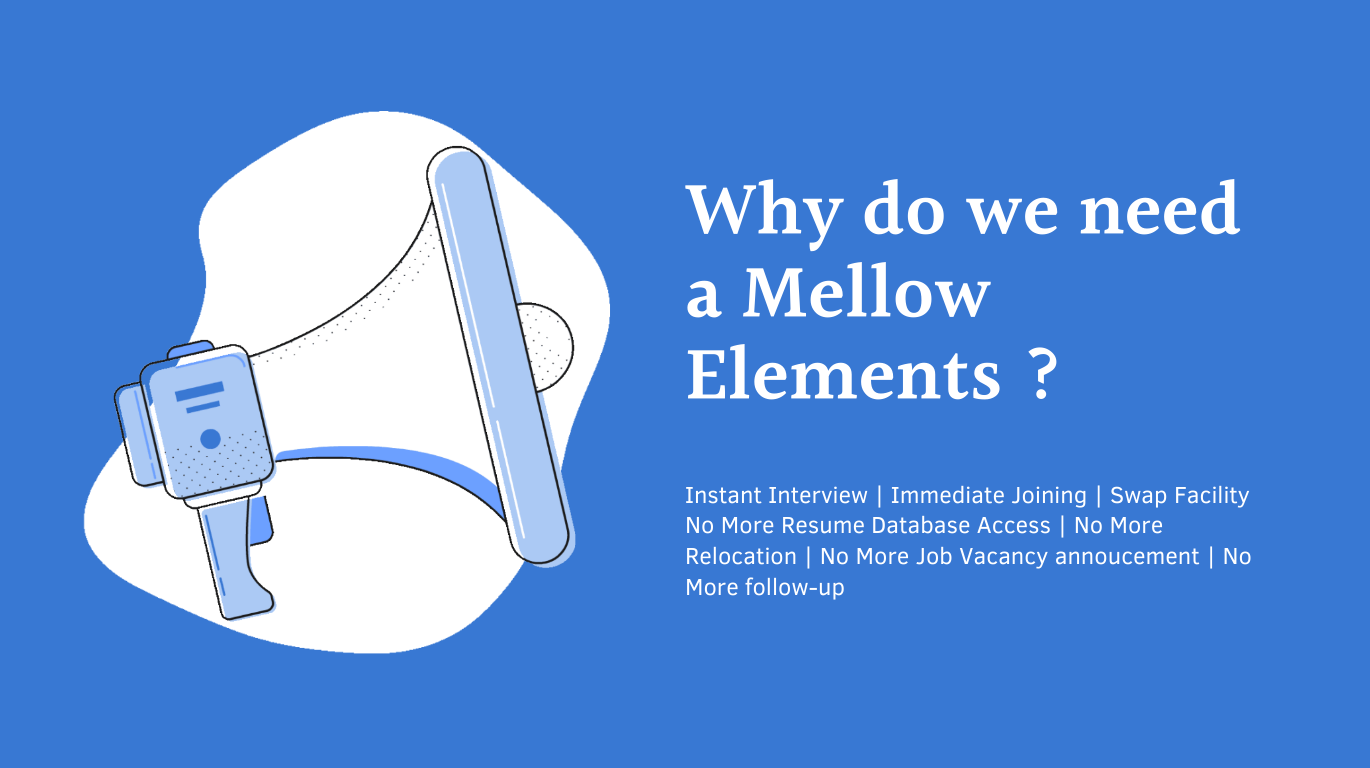 Why do we need
a Mellow
Elements ?
Instant Interview | Immediate Joining | Swap Facility
No More Resume Database Access | No More
Relocation | No More Job Vacancy annoucement | No
More follow-up